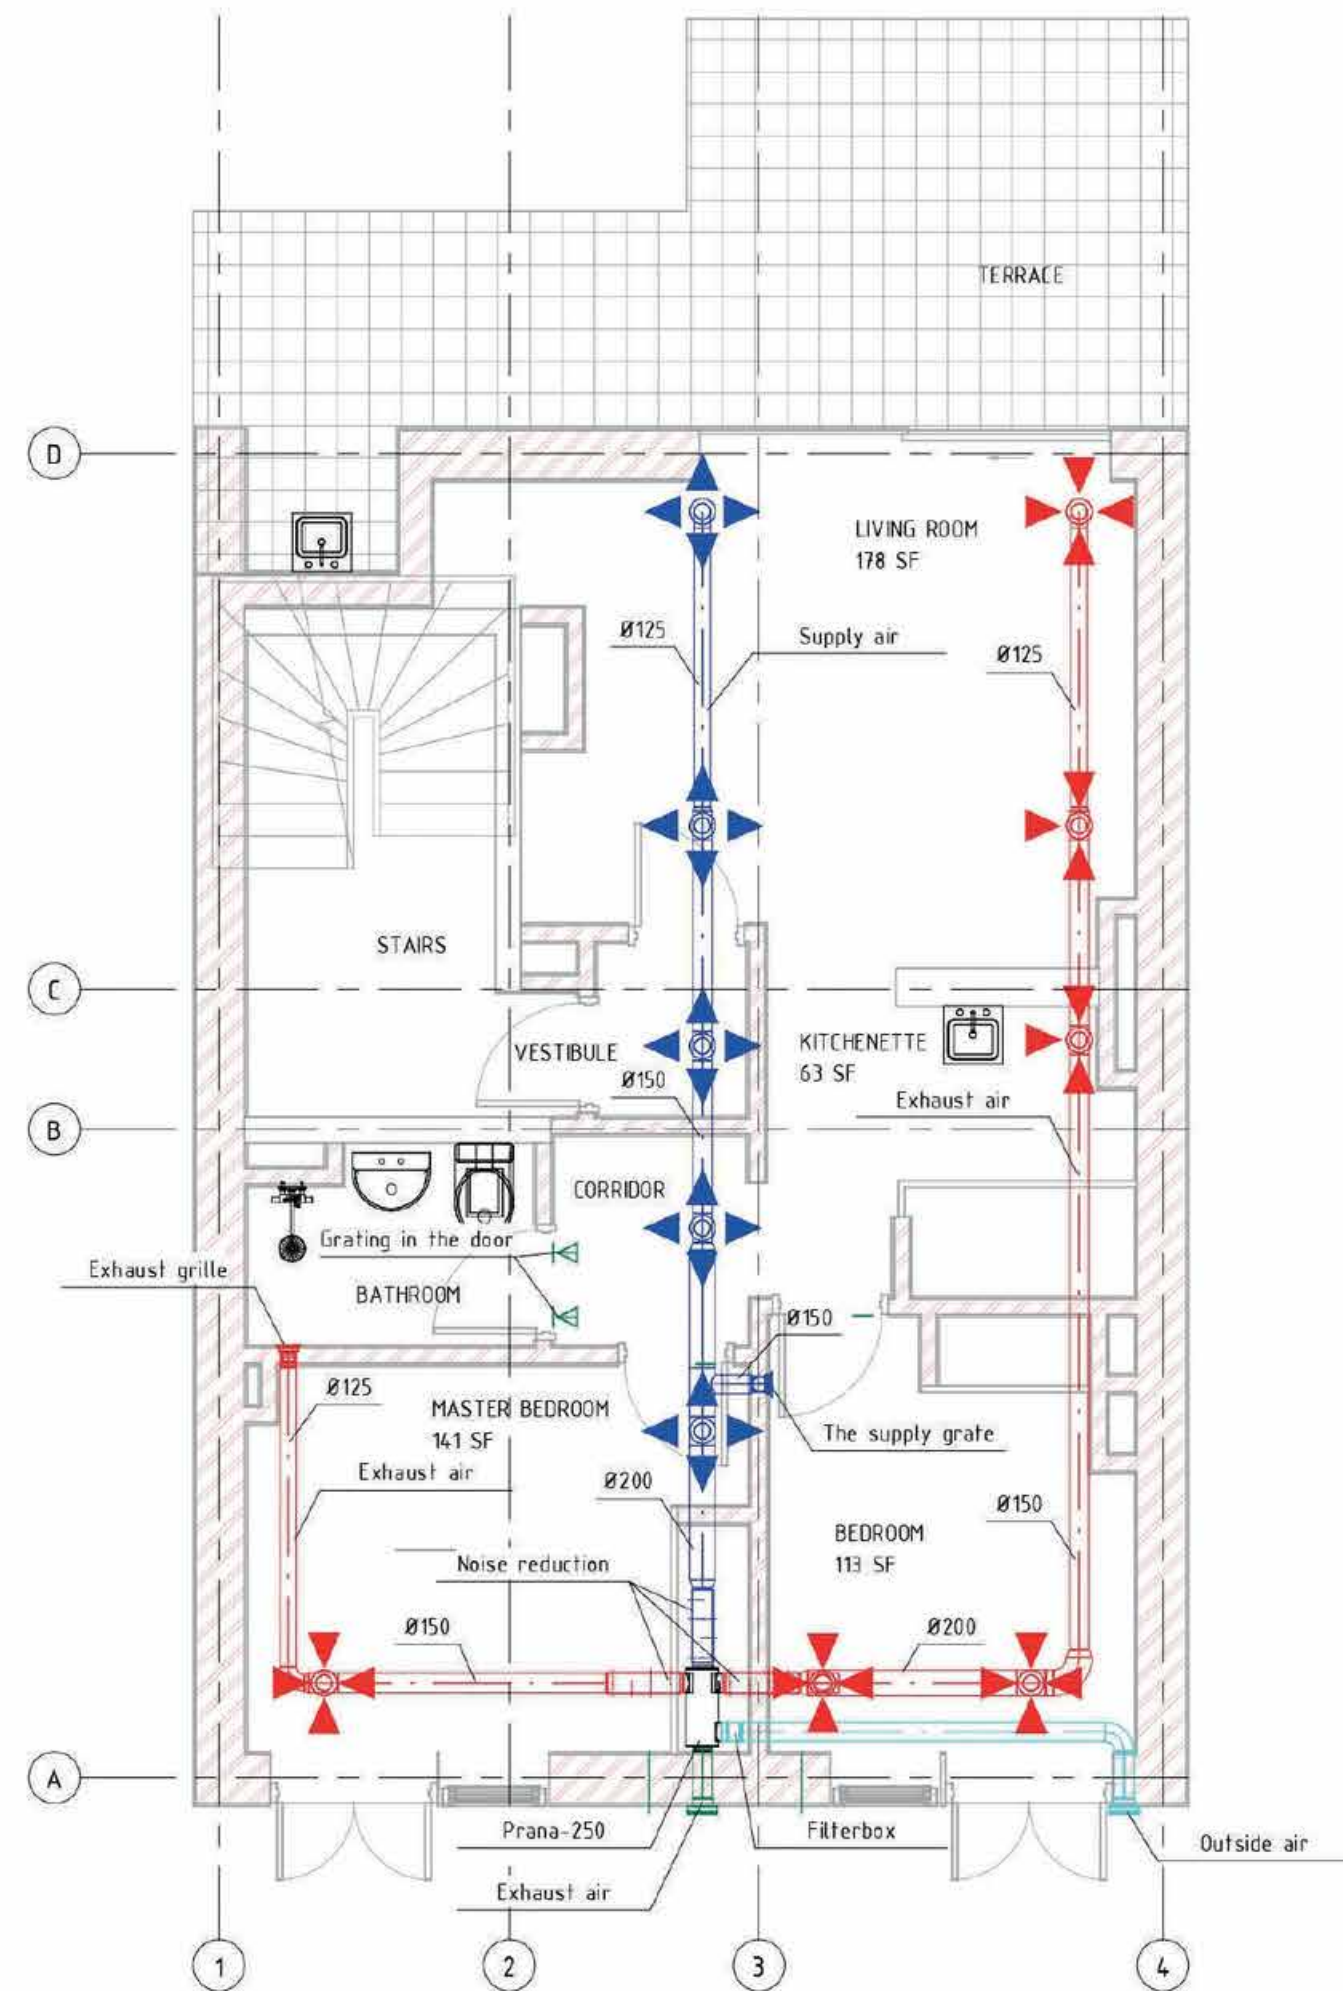 TERRACE
D
LIVING ROOM
178 SF
Ø125
Supply air
Ø125
STAIRS
C
VESTIBULE
KITCHENETTE
63 SF
Ø150
Exhaust air
B
CORRIDOR
Grating in the door
Exhaust grille
BATHROOM
Ø150
Ø125
MASTER BEDROOM
141 SF
The supply grate
Exhaust air
Ø200
Ø150
BEDROOM
113 SF
Noise reduction
Ø150
Ø200
A
Prana-250
Filterbox
Outside air
Exhaust air
1
2
3
4